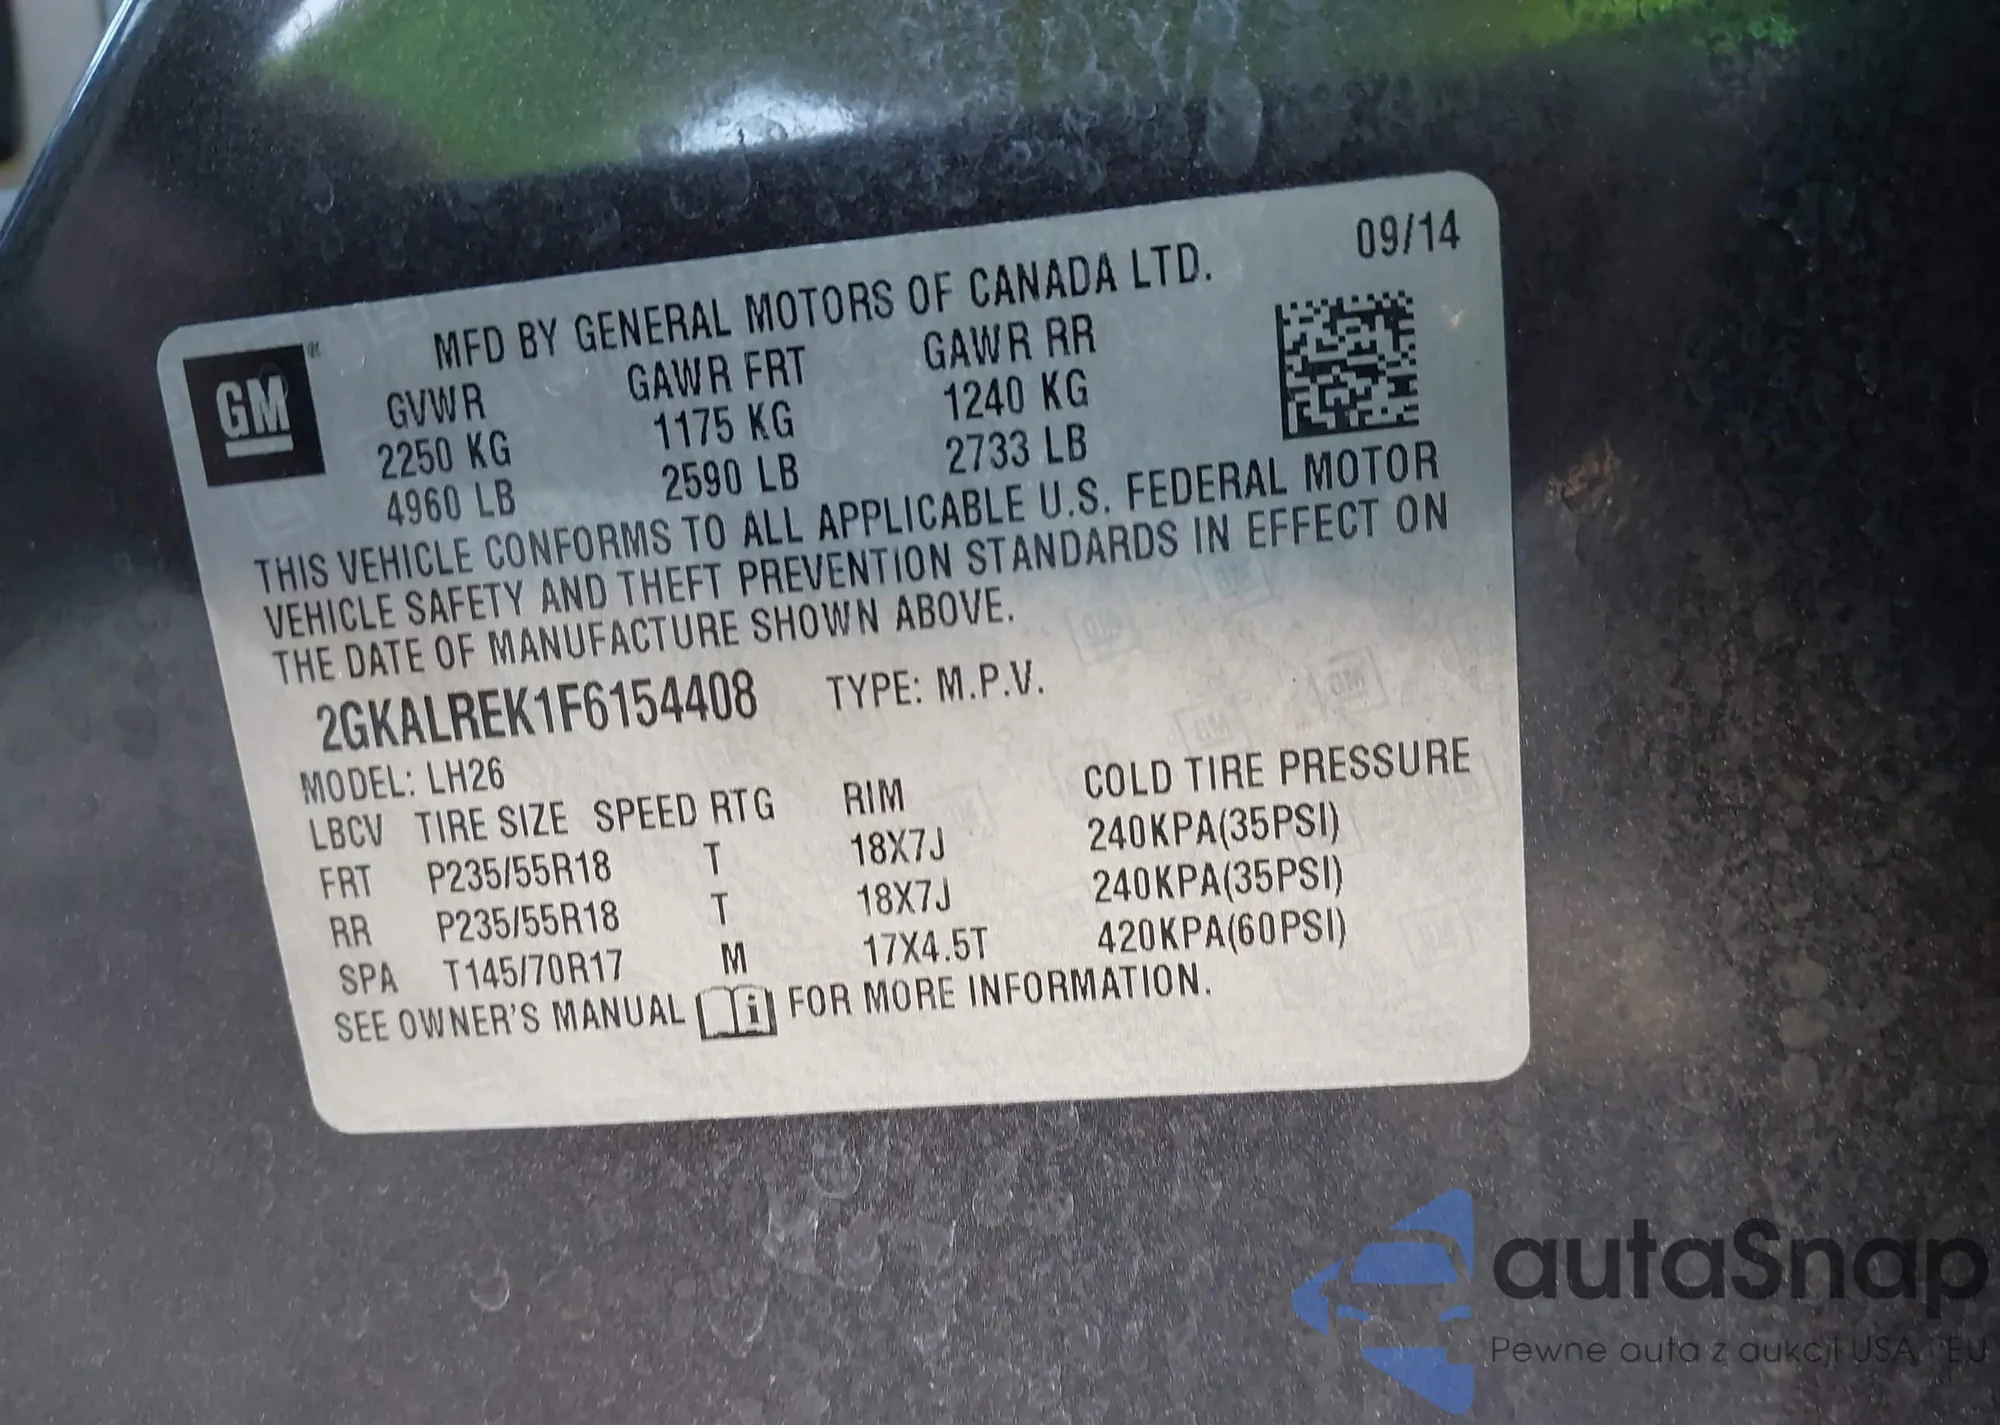 09/14
MFD BY GENERAL MOTORS OF CANADA LTD.
GM
GVWR GAWR FRT GAWR RR
2250 KG 1175 KG 1240 KG
4960 LB 2590 LB 2733 LB
THIS VEHICLE CONFORMS TO ALL APPLICABLE U.S. FEDERAL MOTOR
VEHICLE SAFETY AND THEFT PREVENTION STANDARDS IN EFFECT ON
THE DATE OF MANUFACTURE SHOWN ABOVE.
2GKALREK1F6154408 TYPE: M.P.V.
MODEL: LH26
LBCV TIRE SIZE SPEED RTG RIM COLD TIRE PRESSURE
FRT P235/55R18 T 18X7J 240KPA(35PSI)
RR P235/55R18 T 18X7J 240KPA(35PSI)
SPA T145/70R17 M 17X4.5T 420KPA(60PSI)
SEE OWNER'S MANUAL i FOR MORE INFORMATION.
autaSnap
Pewne auta z aukcji USA i EU